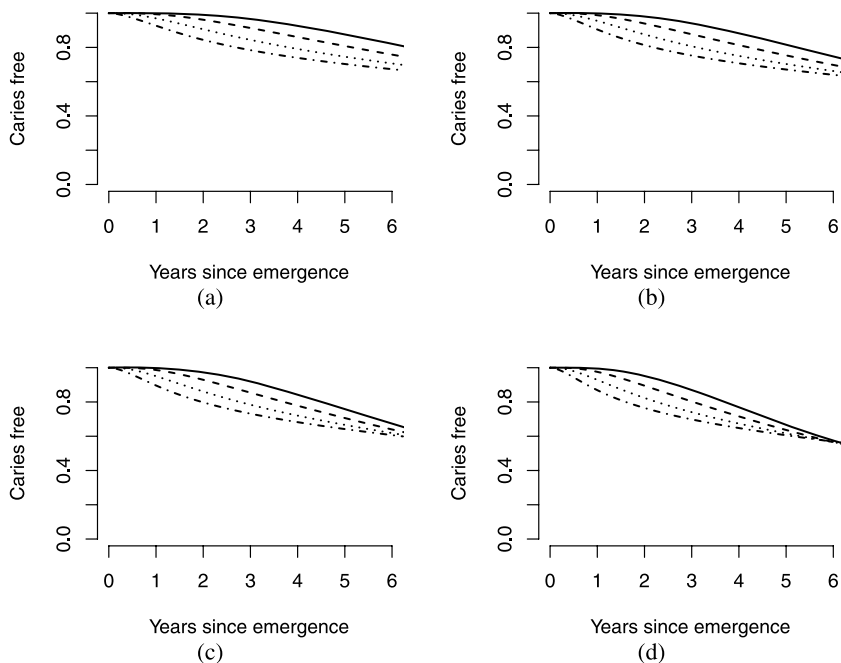 Caries free
0.0 0.4 0.8
0 1 2 3 4 5 6
Years since emergence
(a)
Caries free
0.0 0.4 0.8
0 1 2 3 4 5 6
Years since emergence
(b)
Caries free
0.0 0.4 0.8
0 1 2 3 4 5 6
Years since emergence
(c)
Caries free
0.0 0.4 0.8
0 1 2 3 4 5 6
Years since emergence
(d)